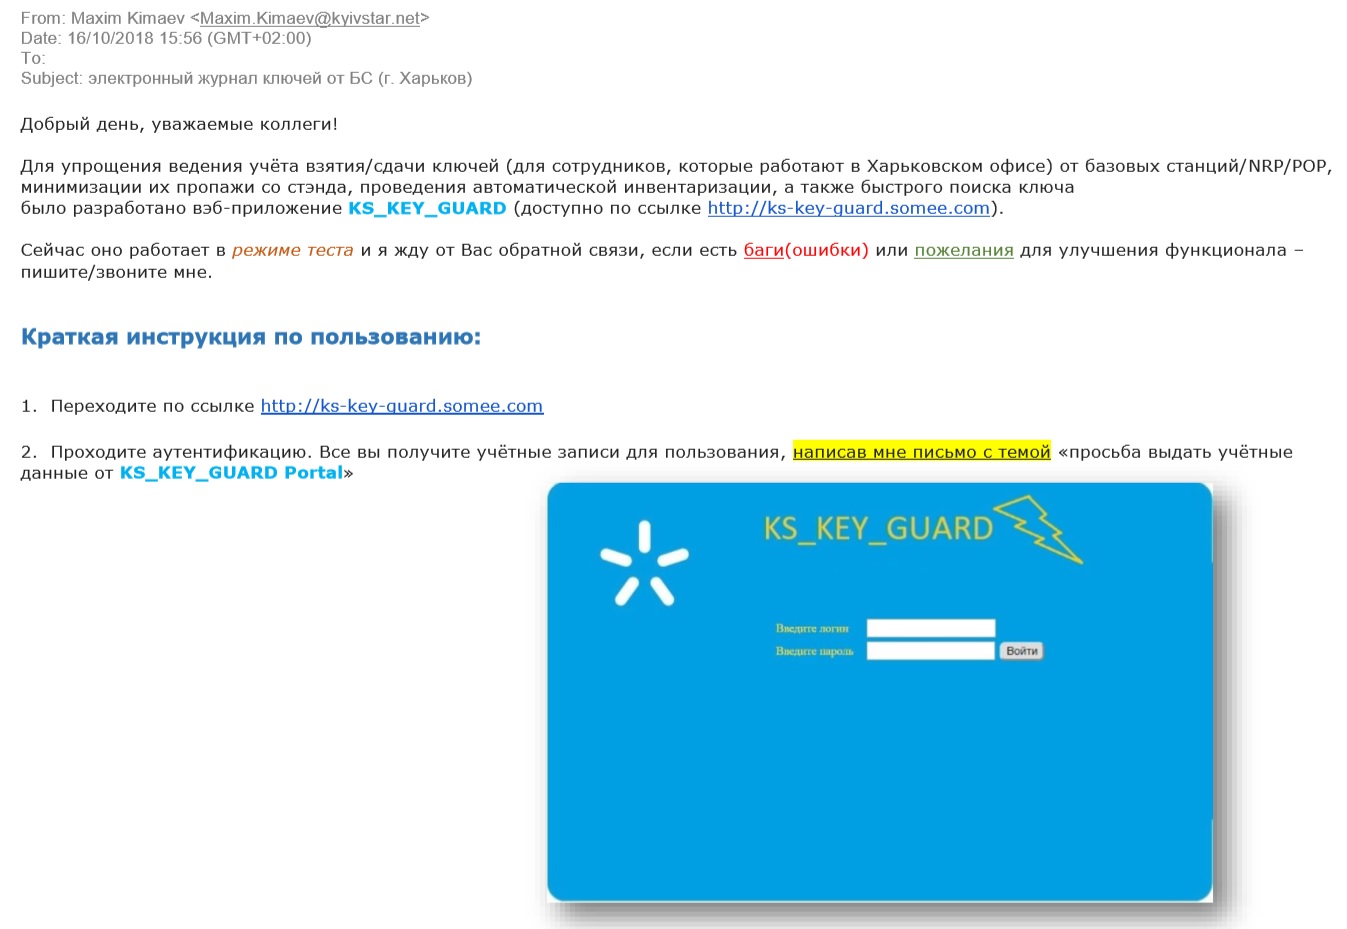 From: Maxim Kimaev <Maxim.Kimaev@kyivstar.net>
Date: 16/10/2018 15:56 (GMT+02:00)
To:
Subject: электронный журнал ключей от БС (г. Харьков)
Добрый день, уважаемые коллеги!
Для упрощения ведения учёта взятия/сдачи ключей (для сотрудников, которые работают в Харьковском офисе) от базовых станций/NRP/POP,
минимизации их пропажи со стэнда, проведения автоматической инвентаризации, а также быстрого поиска ключа
было разработано вэб-приложение KS_KEY_GUARD (доступно по ссылке http://ks-key-guard.somee.com).
Сейчас оно работает в режиме теста и я жду от Вас обратной связи, если есть баги(ошибки) или пожелания для улучшения функционала –
пишите/звоните мне.
Краткая инструкция по пользованию:
1. Переходите по ссылке http://ks-key-guard.somee.com
2. Проходите аутентификацию. Все вы получите учётные записи для пользования, написав мне письмо с темой «просьба выдать учётные
данные от KS_KEY_GUARD Portal»
KS_KEY_GUARD
Введите логин
Введите пароль Войти